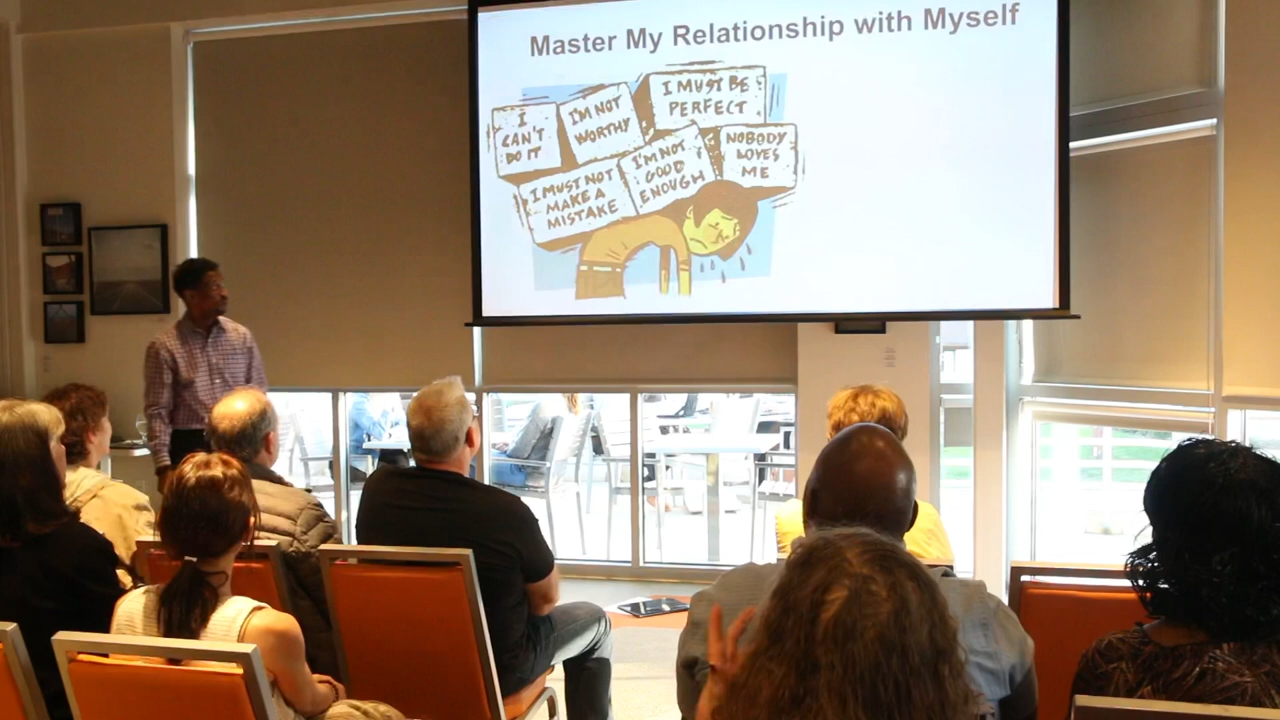 Master My Relationship with Myself
I
CAN'T
DO IT
I'M NOT
WORTHY
I MUST BE
PERFECT
I MUST NOT
MAKE A
MISTAKE
I'M NOT
GOOD
ENOUGH
NOBODY
LOVES
ME